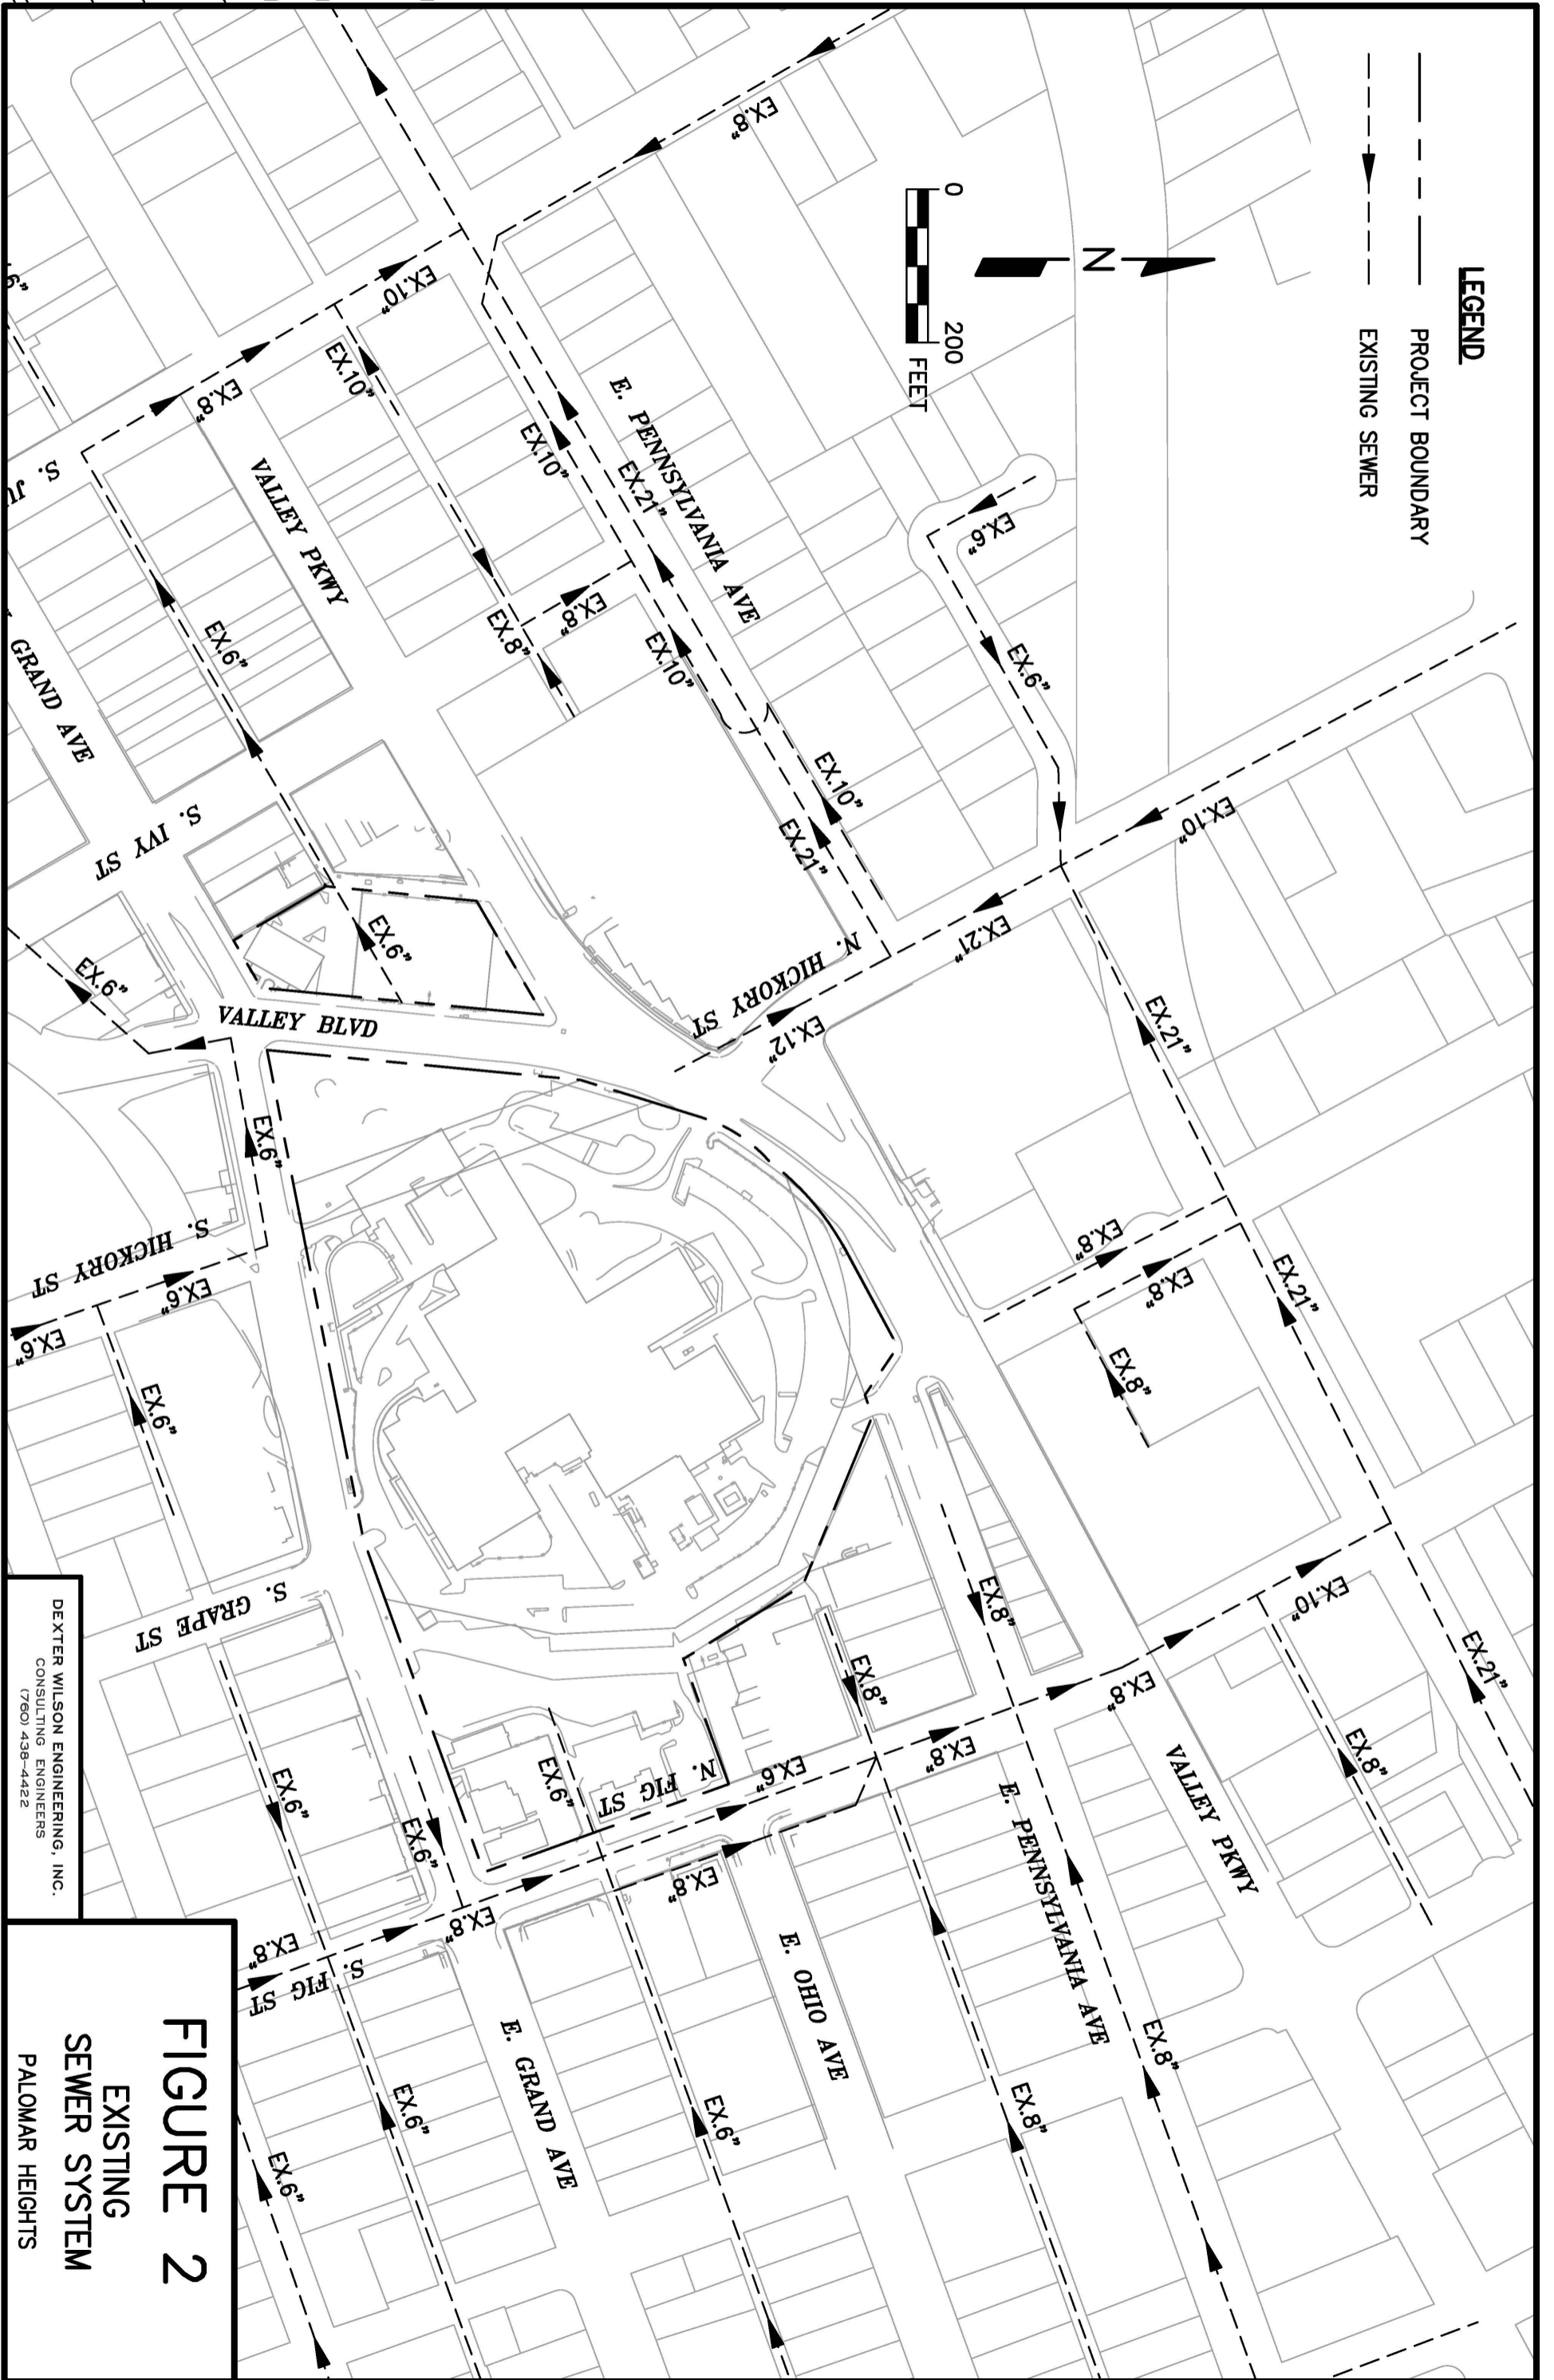 LEGEND
PROJECT BOUNDARY
EXISTING SEWER
N
0
200
FEET
EX.8"
EX.10"
EX.10"
EX.8"
EX.10"
EX.21"
E. PENNSYLVANIA AVE
EX.6"
EX.6"
EX.8"
EX.8"
EX.10"
VALLEY PKWY
EX.6"
GRAND AVE
S. IVY ST
EX.10"
EX.21"
EX.10"
EX.21"
N. HICKORY ST
EX.12"
EX.21"
EX.6"
EX.6"
VALLEY BLVD
EX.6"
S. HICKORY ST
EX.6"
EX.6"
EX.6"
EX.8"
EX.8"
EX.8"
EX.21"
EX.10"
EX.21"
EX.8"
EX.8"
EX.8"
EX.8"
EX.8"
EX.6"
N. FIG ST
EX.6"
S. GRAPE ST
EX.6"
EX.6"
EX.8"
EX.8"
EX.8"
S. FIG ST
VALLEY PKWY
E. PENNSYLVANIA AVE
E. OHIO AVE
E. GRAND AVE
EX.8"
EX.8"
EX.6"
EX.6"
EX.6"
DEXTER WILSON ENGINEERING, INC.
CONSULTING ENGINEERS
(760) 438-4422
FIGURE 2
EXISTING
SEWER SYSTEM
PALOMAR HEIGHTS